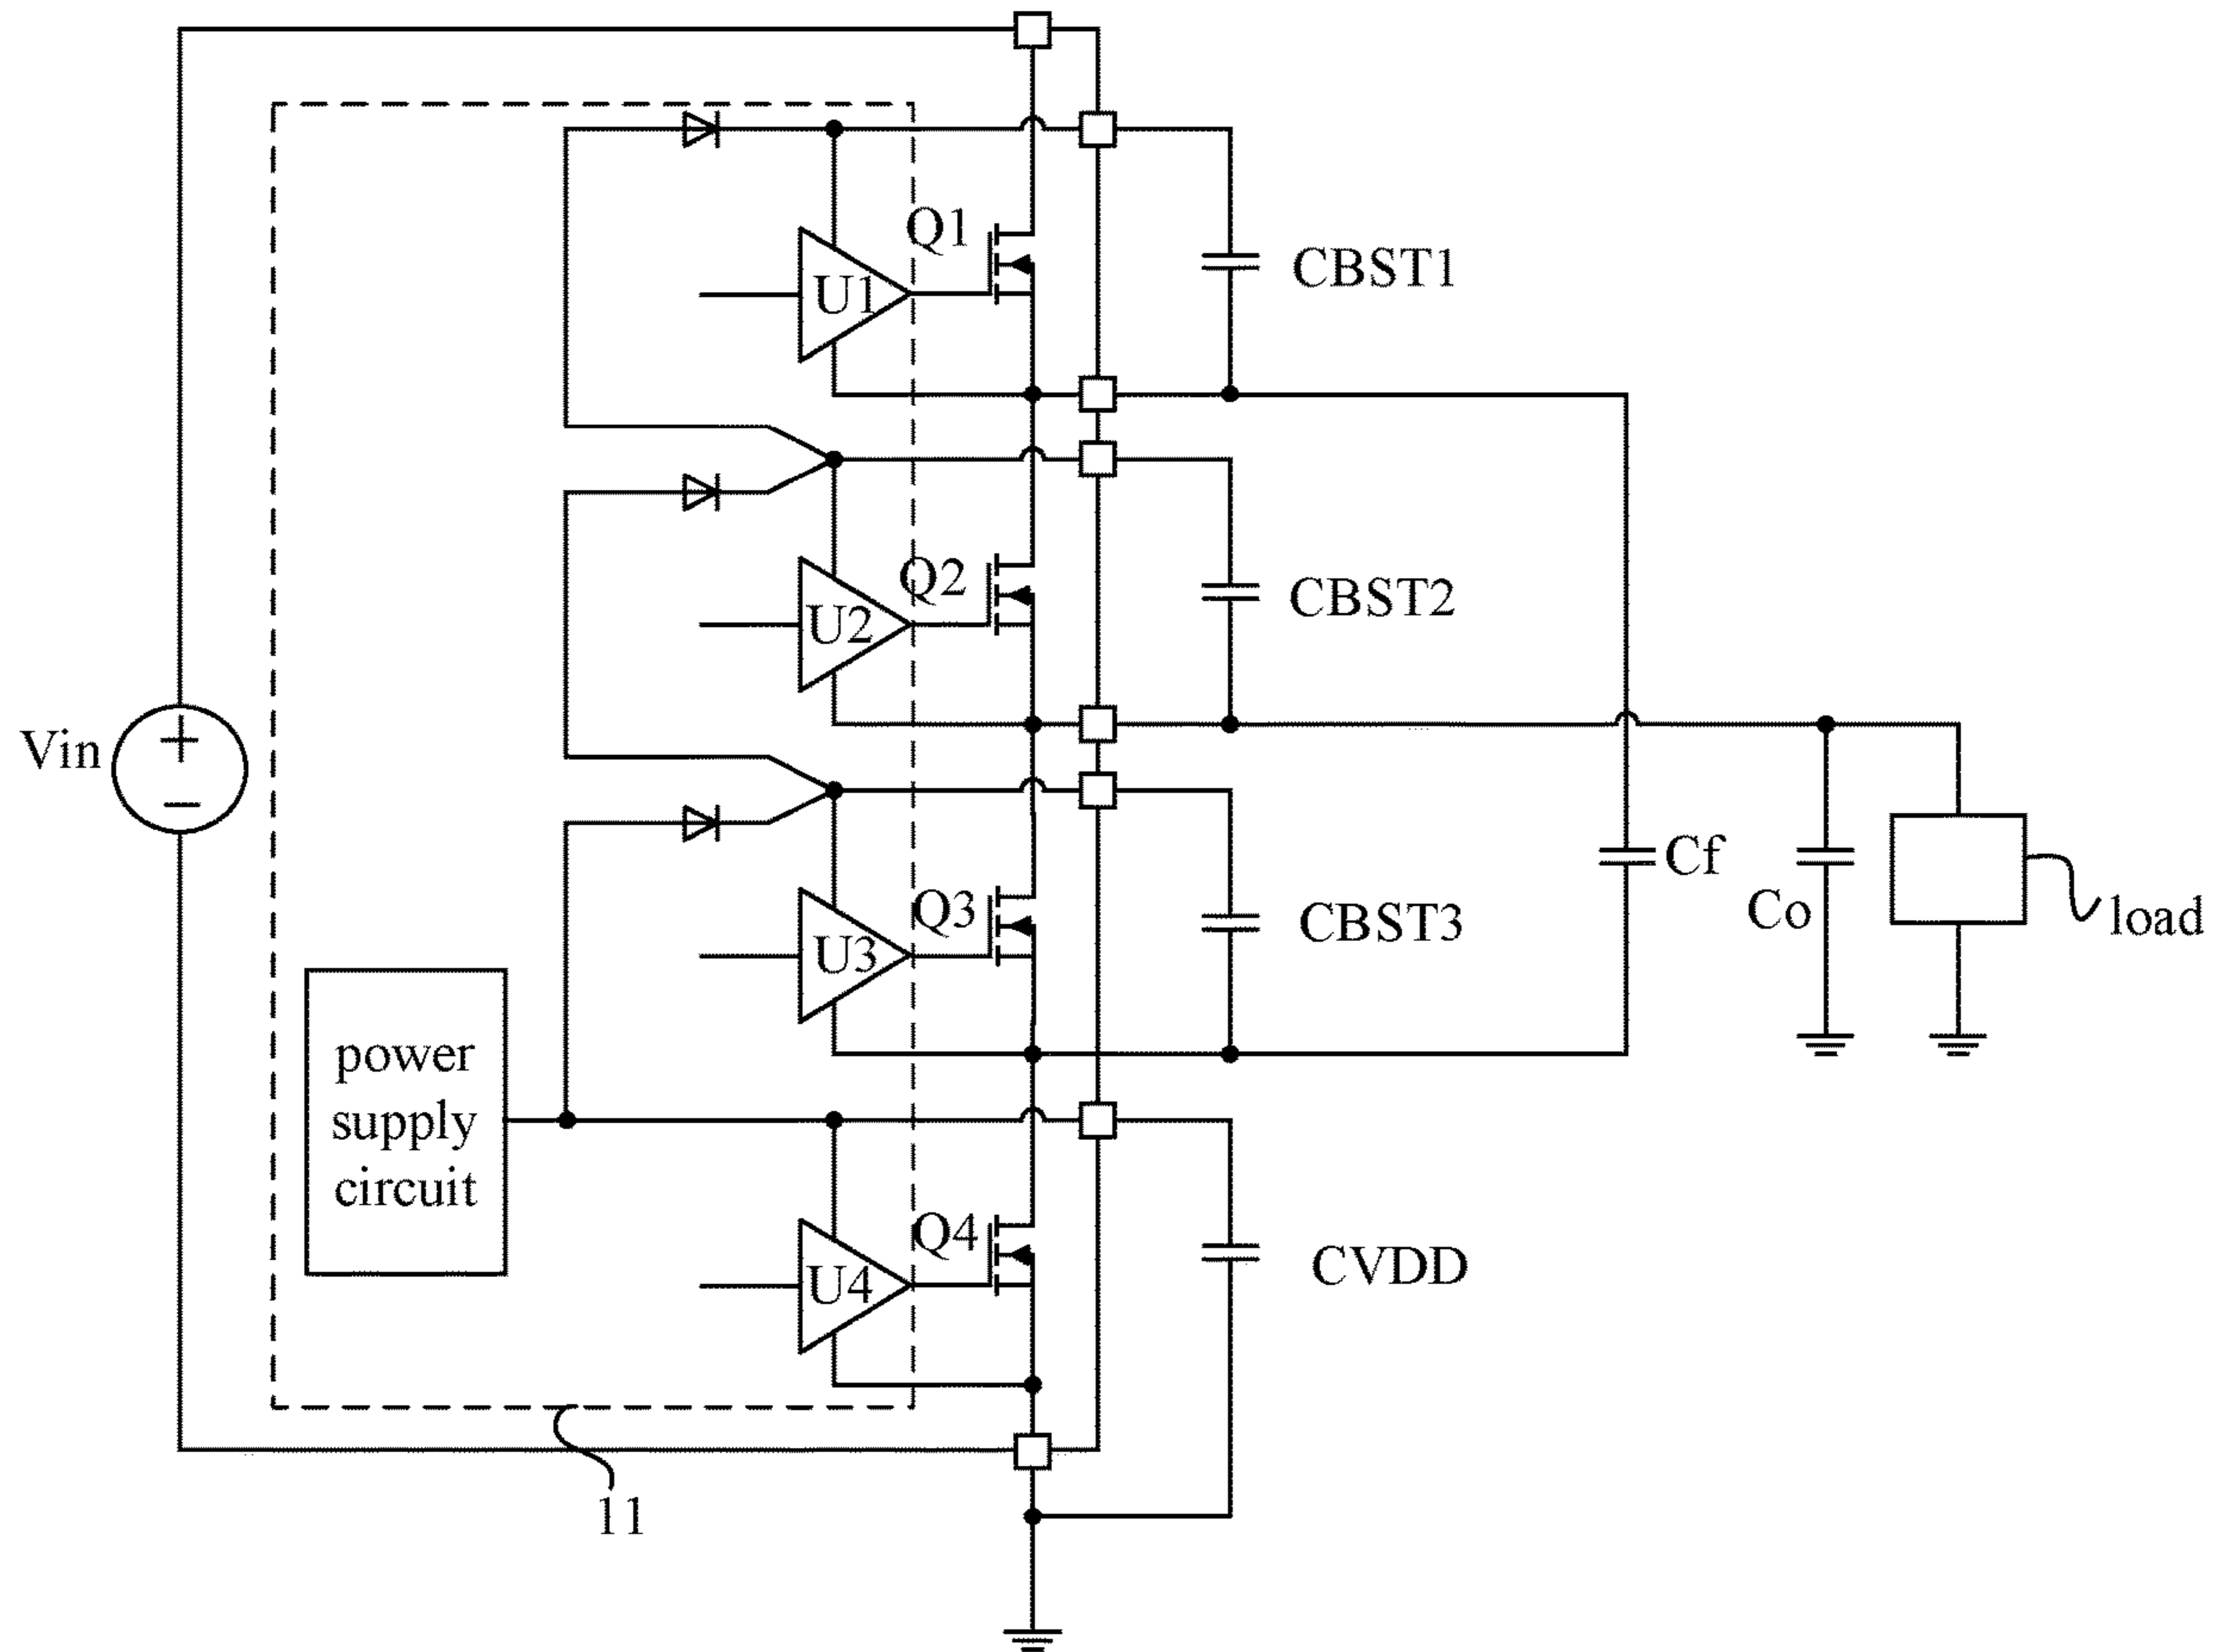 Q1
U1
CBST1
Q2
U2
CBST2
Vin
+
−
Q3
U3
CBST3
Cf
Co
load
power
supply
circuit
Q4
U4
CVDD
11